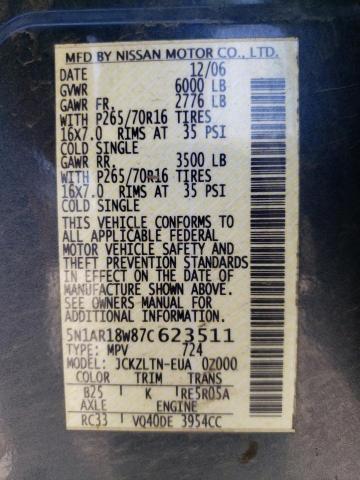 MFD BY NISSAN MOTOR CO., LTD.
DATE 12/06
GVWR 6000 LB
GAWR FR. 2776 LB
WITH P265/70R16 TIRES
16X7.0 RIMS AT 35 PSI
COLD SINGLE
GAWR RR. 3500 LB
WITH P265/70R16 TIRES
16X7.0 RIMS AT 35 PSI
COLD SINGLE
THIS VEHICLE CONFORMS TO
ALL APPLICABLE FEDERAL
MOTOR VEHICLE SAFETY AND
THEFT PREVENTION STANDARDS
IN EFFECT ON THE DATE OF
MANUFACTURE SHOWN ABOVE.
SEE OWNERS MANUAL FOR
ADDITIONAL INFORMATION.
5N1AR18W87C623511
TYPE: MPV 724
MODEL: JCKZLTN-EUA 0Z000
COLOR TRIM TRANS
B25 K RE5R05A
AXLE ENGINE
RC33 VQ40DE 3954CC